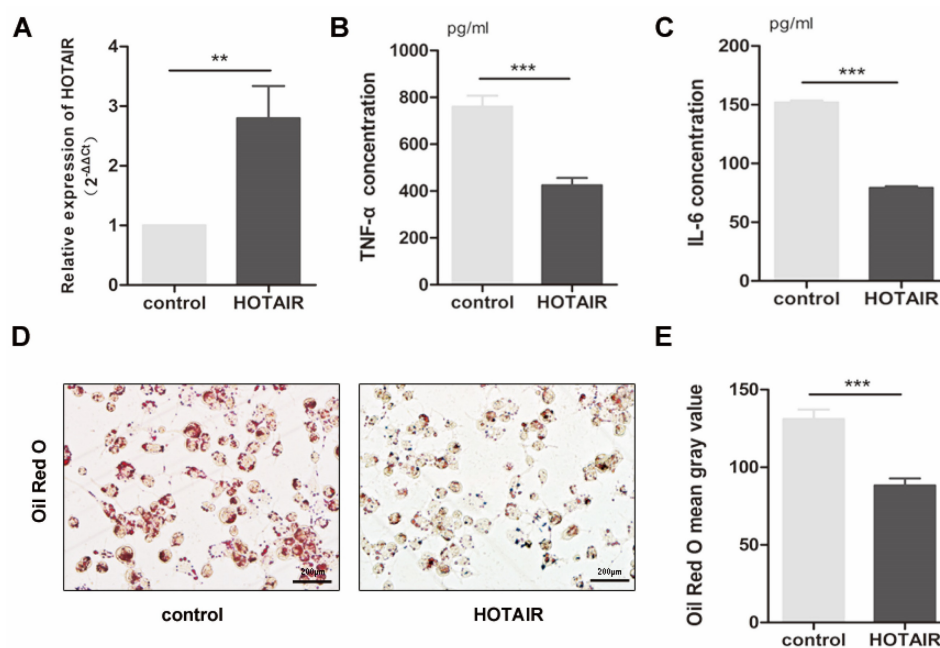 A
Relative expression of HOTAIR
（2-ΔΔCt）
4
3
2
1
0
**
control
HOTAIR
B
pg/ml
TNF-α concentration
1000
800
600
400
200
0
***
control
HOTAIR
C
pg/ml
IL-6 concentration
200
150
100
50
0
***
control
HOTAIR
D
Oil Red O
200μm
control
200μm
HOTAIR
E
Oil Red O mean gray value
150
100
50
0
***
control
HOTAIR